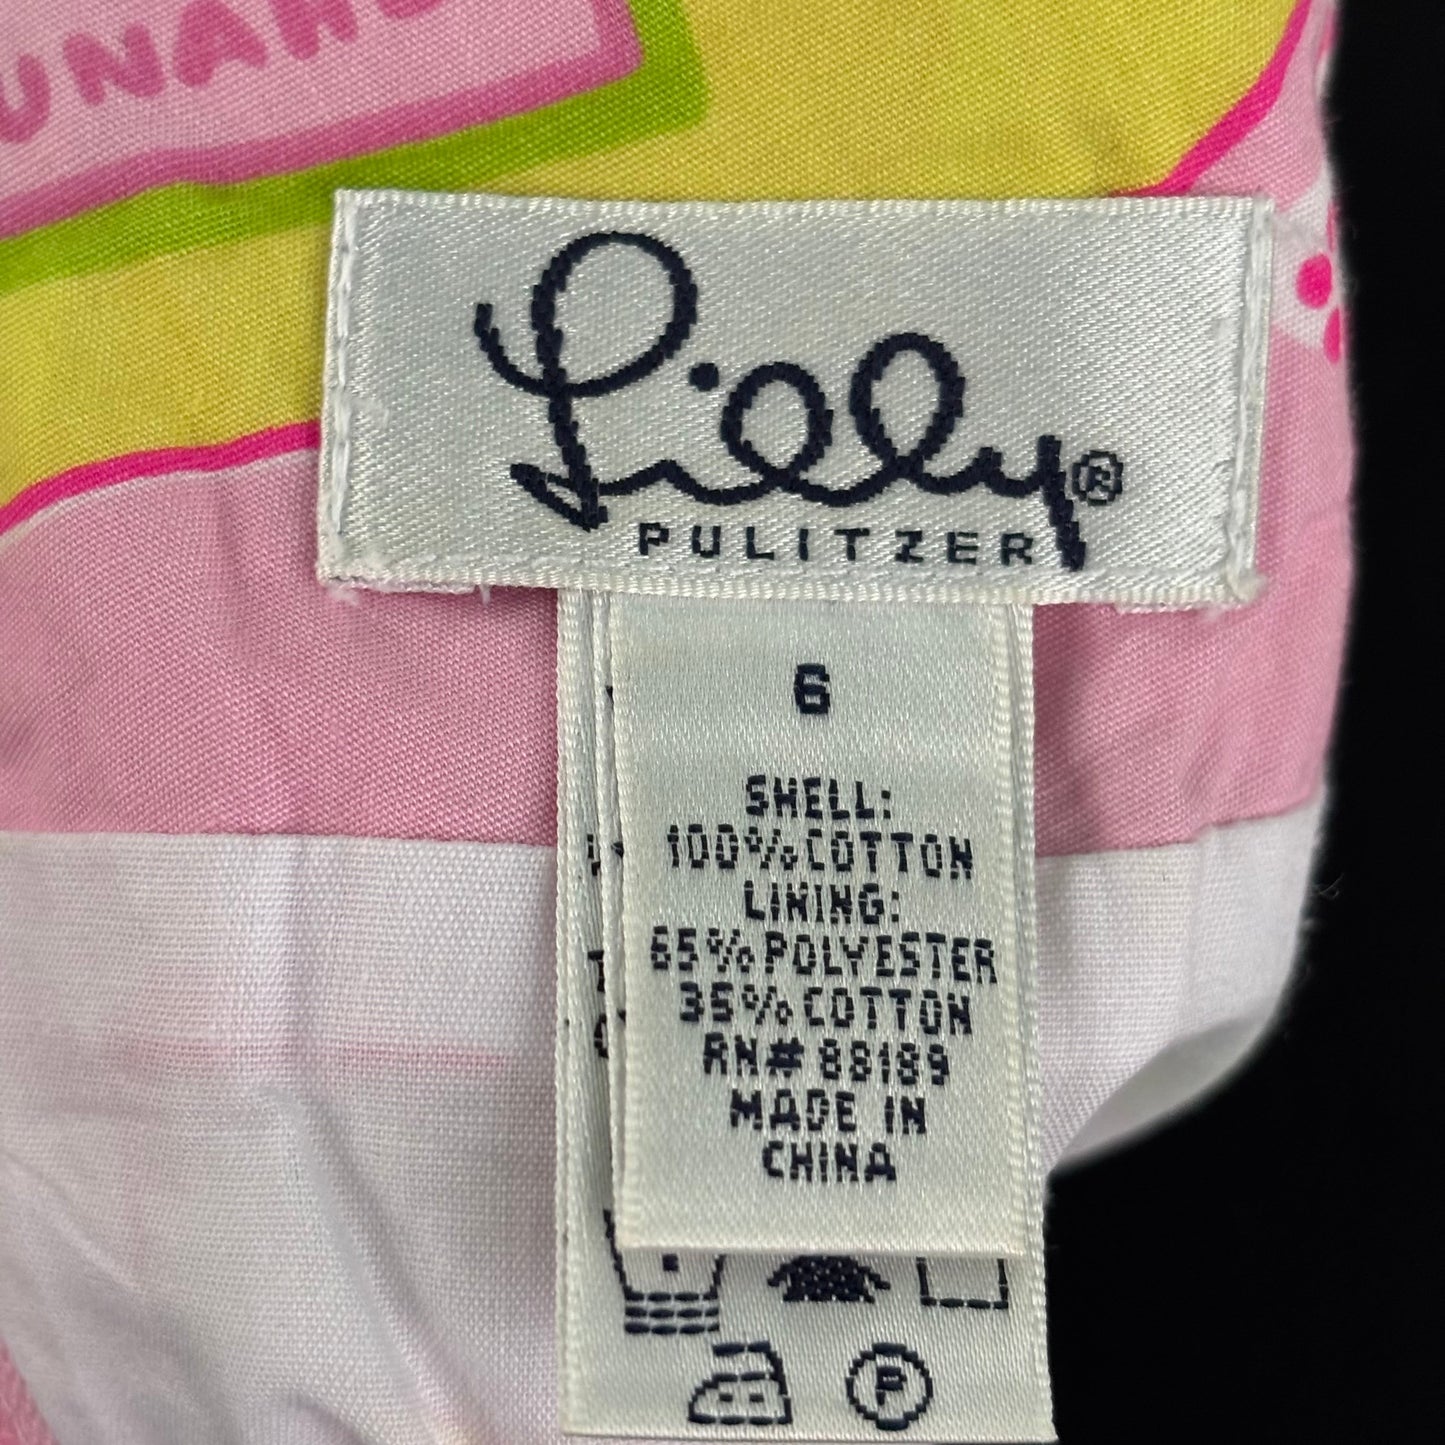 Lilly®
PULITZER
6
SHELL:
100%COTTON
LINING:
65%POLYESTER
35%COTTON
RN# 88189
MADE IN
CHINA
P